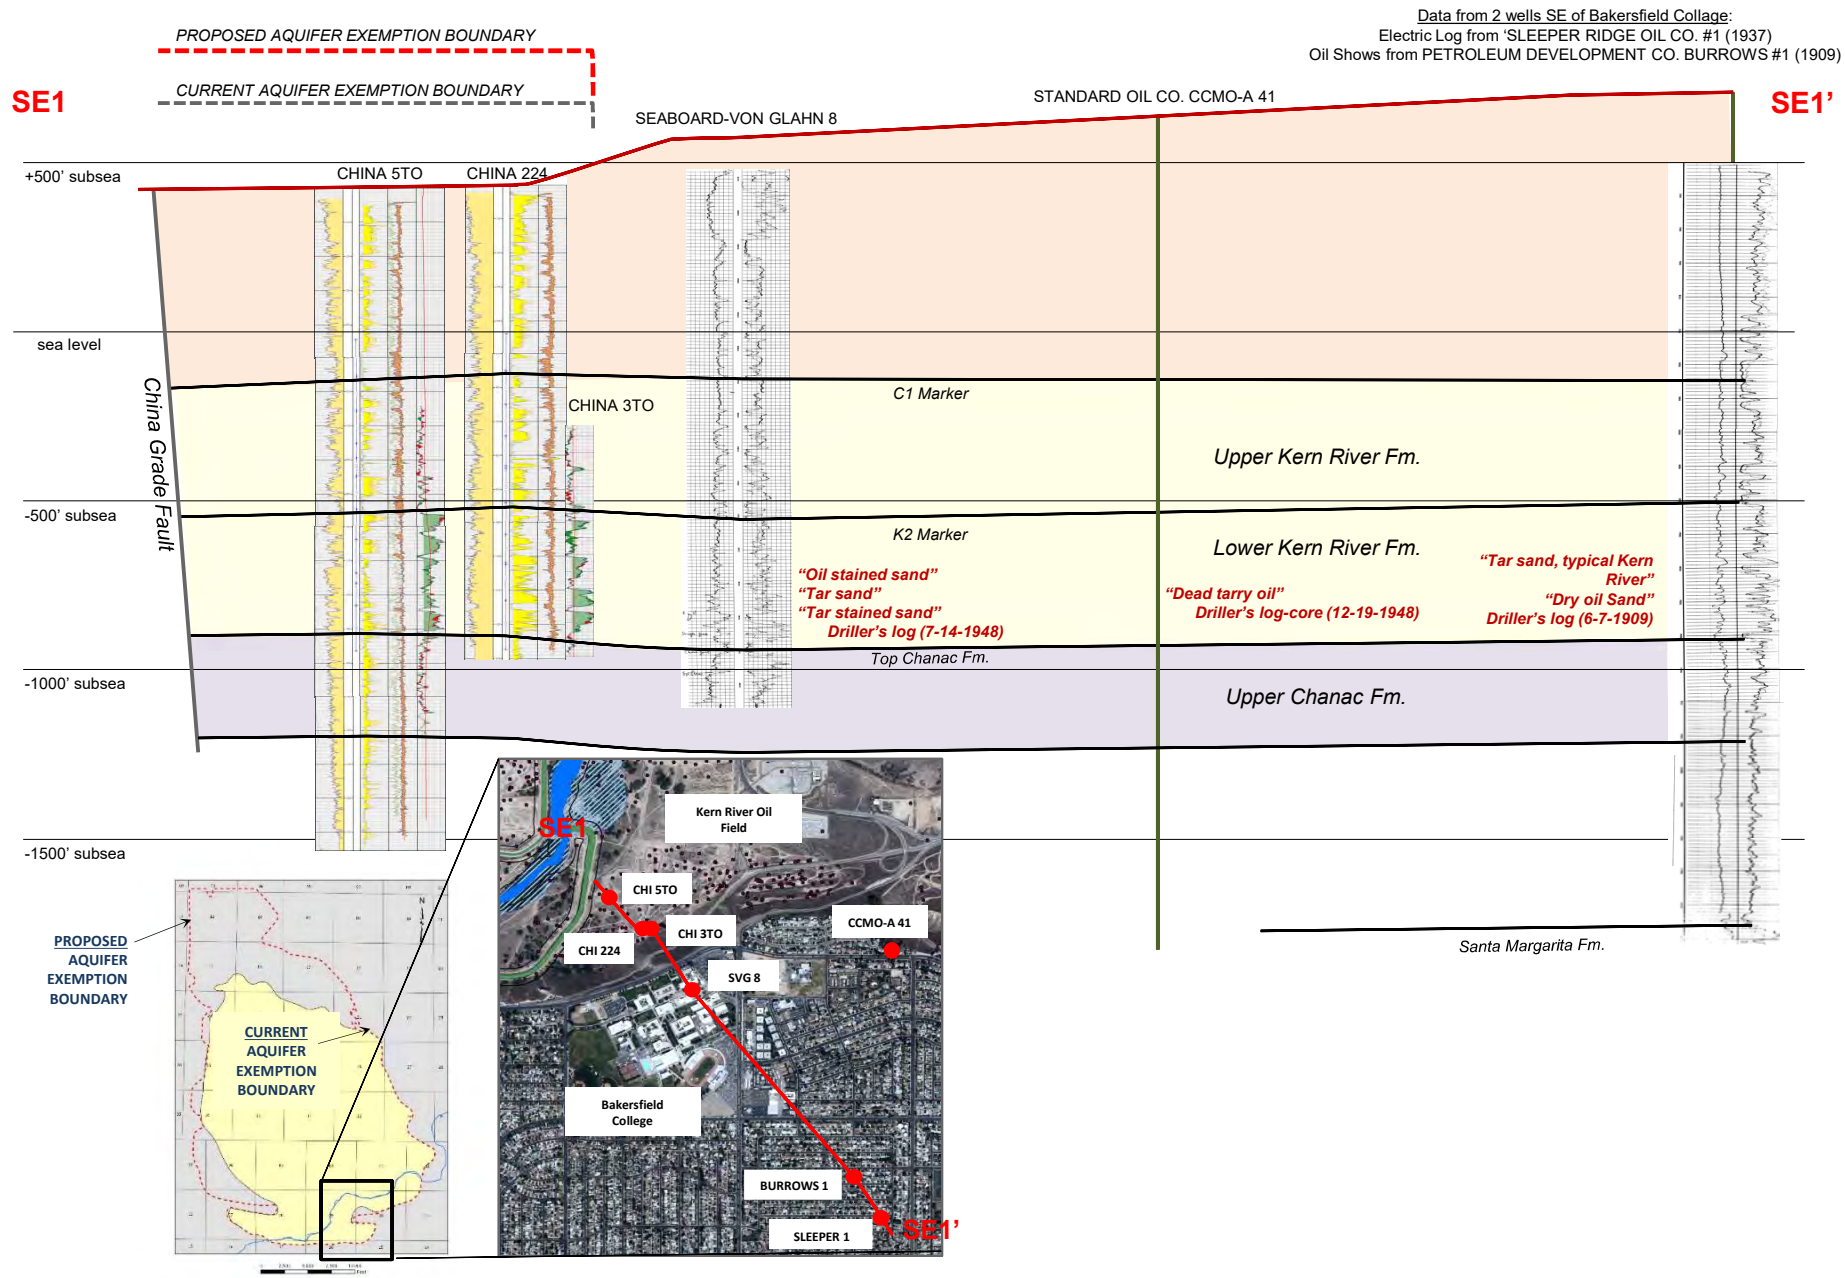 Data from 2 wells SE of Bakersfield Collage:
Electric Log from 'SLEEPER RIDGE OIL CO. #1 (1937)
Oil Shows from PETROLEUM DEVELOPMENT CO. BURROWS #1 (1909)
PROPOSED AQUIFER EXEMPTION BOUNDARY
CURRENT AQUIFER EXEMPTION BOUNDARY
SE1
SE1’
STANDARD OIL CO. CCMO-A 41
SEABOARD-VON GLAHN 8
+500’ subsea
CHINA 5TO
CHINA 224
sea level
China Grade Fault
C1 Marker
CHINA 3TO
Upper Kern River Fm.
-500’ subsea
K2 Marker
Lower Kern River Fm.
“Oil stained sand”
“Tar sand”
“Tar stained sand”
Driller’s log (7-14-1948)
“Dead tarry oil”
Driller’s log-core (12-19-1948)
“Tar sand, typical Kern
River”
“Dry oil Sand”
Driller’s log (6-7-1909)
Top Chanac Fm.
-1000’ subsea
Upper Chanac Fm.
-1500’ subsea
Santa Margarita Fm.
Kern River Oil
Field
SE1
CHI 5TO
CHI 3TO
CHI 224
CCMO-A 41
SVG 8
Bakersfield
College
BURROWS 1
SLEEPER 1
SE1’
PROPOSED
AQUIFER
EXEMPTION
BOUNDARY
CURRENT
AQUIFER
EXEMPTION
BOUNDARY
N